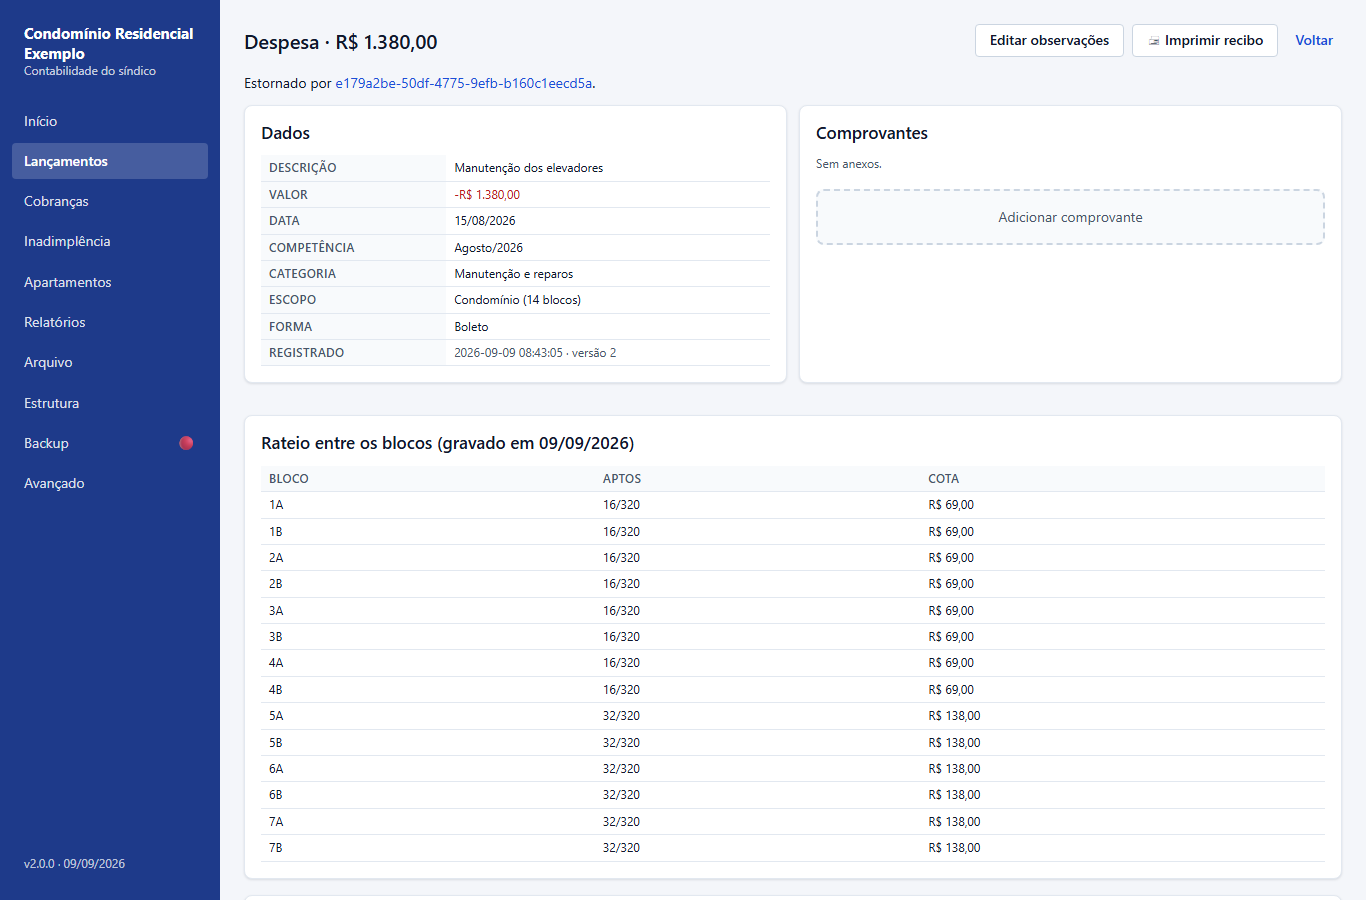 Condomínio Residencial
Exemplo
Contabilidade do síndico
Início
Lançamentos
Cobranças
Inadimplência
Apartamentos
Relatórios
Arquivo
Estrutura
Backup
Avançado
v2.0.0 · 09/09/2026
Despesa · R$ 1.380,00
Editar observações
Imprimir recibo
Voltar
Estornado por e179a2be-50df-4775-9efb-b160c1eecd5a.
Dados
DESCRIÇÃO Manutenção dos elevadores
VALOR -R$ 1.380,00
DATA 15/08/2026
COMPETÊNCIA Agosto/2026
CATEGORIA Manutenção e reparos
ESCOPO Condomínio (14 blocos)
FORMA Boleto
REGISTRADO 2026-09-09 08:43:05 · versão 2
Comprovantes
Sem anexos.
Adicionar comprovante
Rateio entre os blocos (gravado em 09/09/2026)
BLOCO APTOS COTA
1A 16/320 R$ 69,00
1B 16/320 R$ 69,00
2A 16/320 R$ 69,00
2B 16/320 R$ 69,00
3A 16/320 R$ 69,00
3B 16/320 R$ 69,00
4A 16/320 R$ 69,00
4B 16/320 R$ 69,00
5A 32/320 R$ 138,00
5B 32/320 R$ 138,00
6A 32/320 R$ 138,00
6B 32/320 R$ 138,00
7A 32/320 R$ 138,00
7B 32/320 R$ 138,00